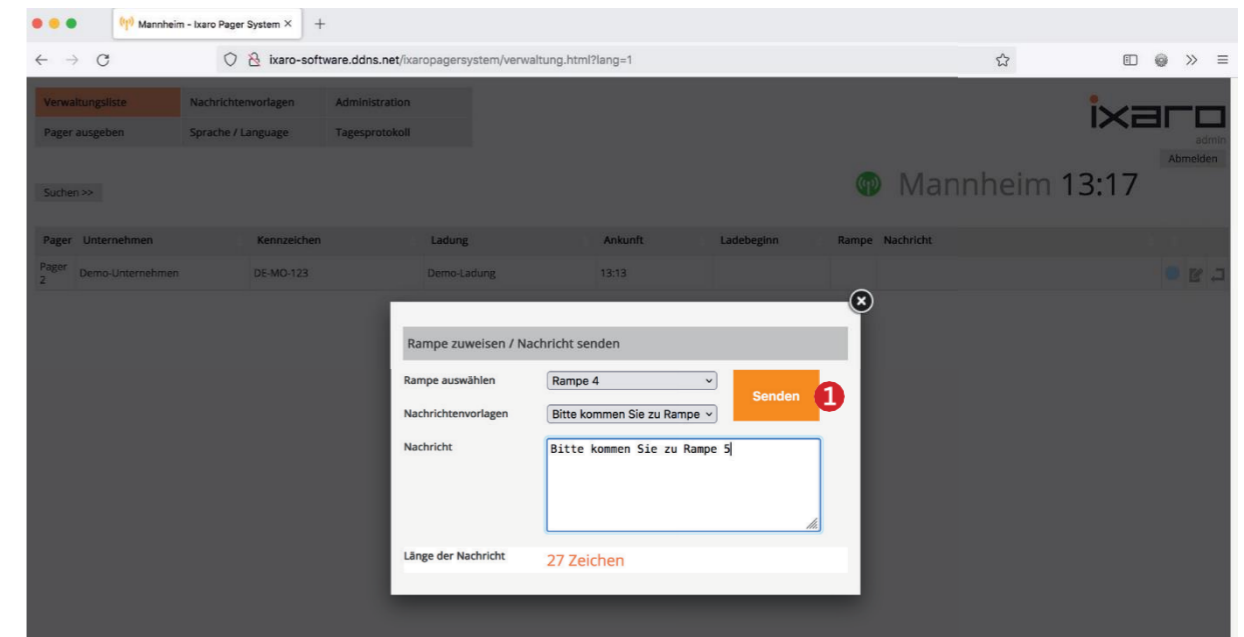 Mannheim - Ixaro Pager System
ixaro-software.ddns.net/ixaropagersystem/verwaltung.html?lang=1
Verwaltungsliste Nachrichtenvorlagen Administration
Pager ausgeben Sprache / Language Tagesprotokoll
ixaro
admin
Abmelden
Suchen >>
Mannheim 13:17
Pager Unternehmen Kennzeichen Ladung Ankunft Ladebeginn Rampe Nachricht
Pager 2 Demo-Unternehmen DE-MO-123 Demo-Ladung 13:13
Rampe zuweisen / Nachricht senden
Rampe auswählen Rampe 4
Senden 1
Nachrichtenvorlagen Bitte kommen Sie zu Rampe
Nachricht Bitte kommen Sie zu Rampe 5
Länge der Nachricht 27 Zeichen